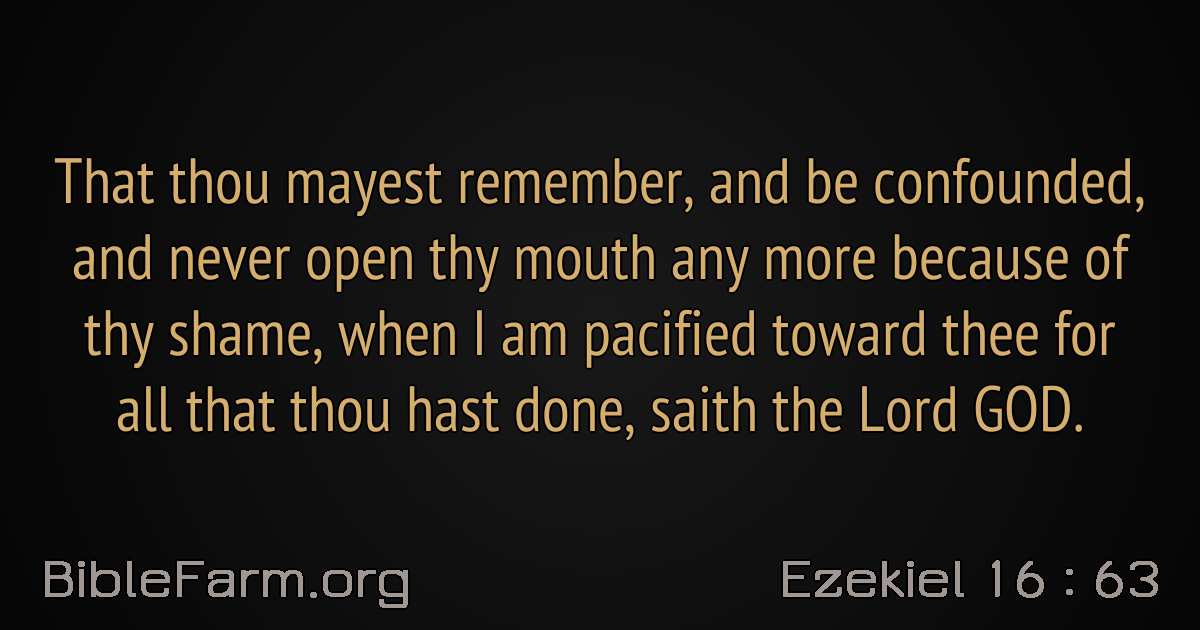 That thou mayest remember, and be confounded,
and never open thy mouth any more because of
thy shame, when I am pacified toward thee for
all that thou hast done, saith the Lord GOD.
BibleFarm.org
Ezekiel 16 : 63